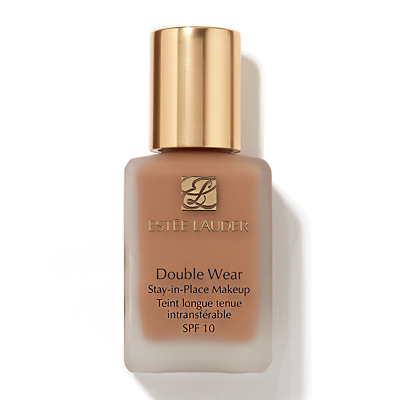 EL
ESTĒE LAUDER
Double Wear
Stay-in-Place Makeup
Teint longue tenue
intransférable
SPF 10